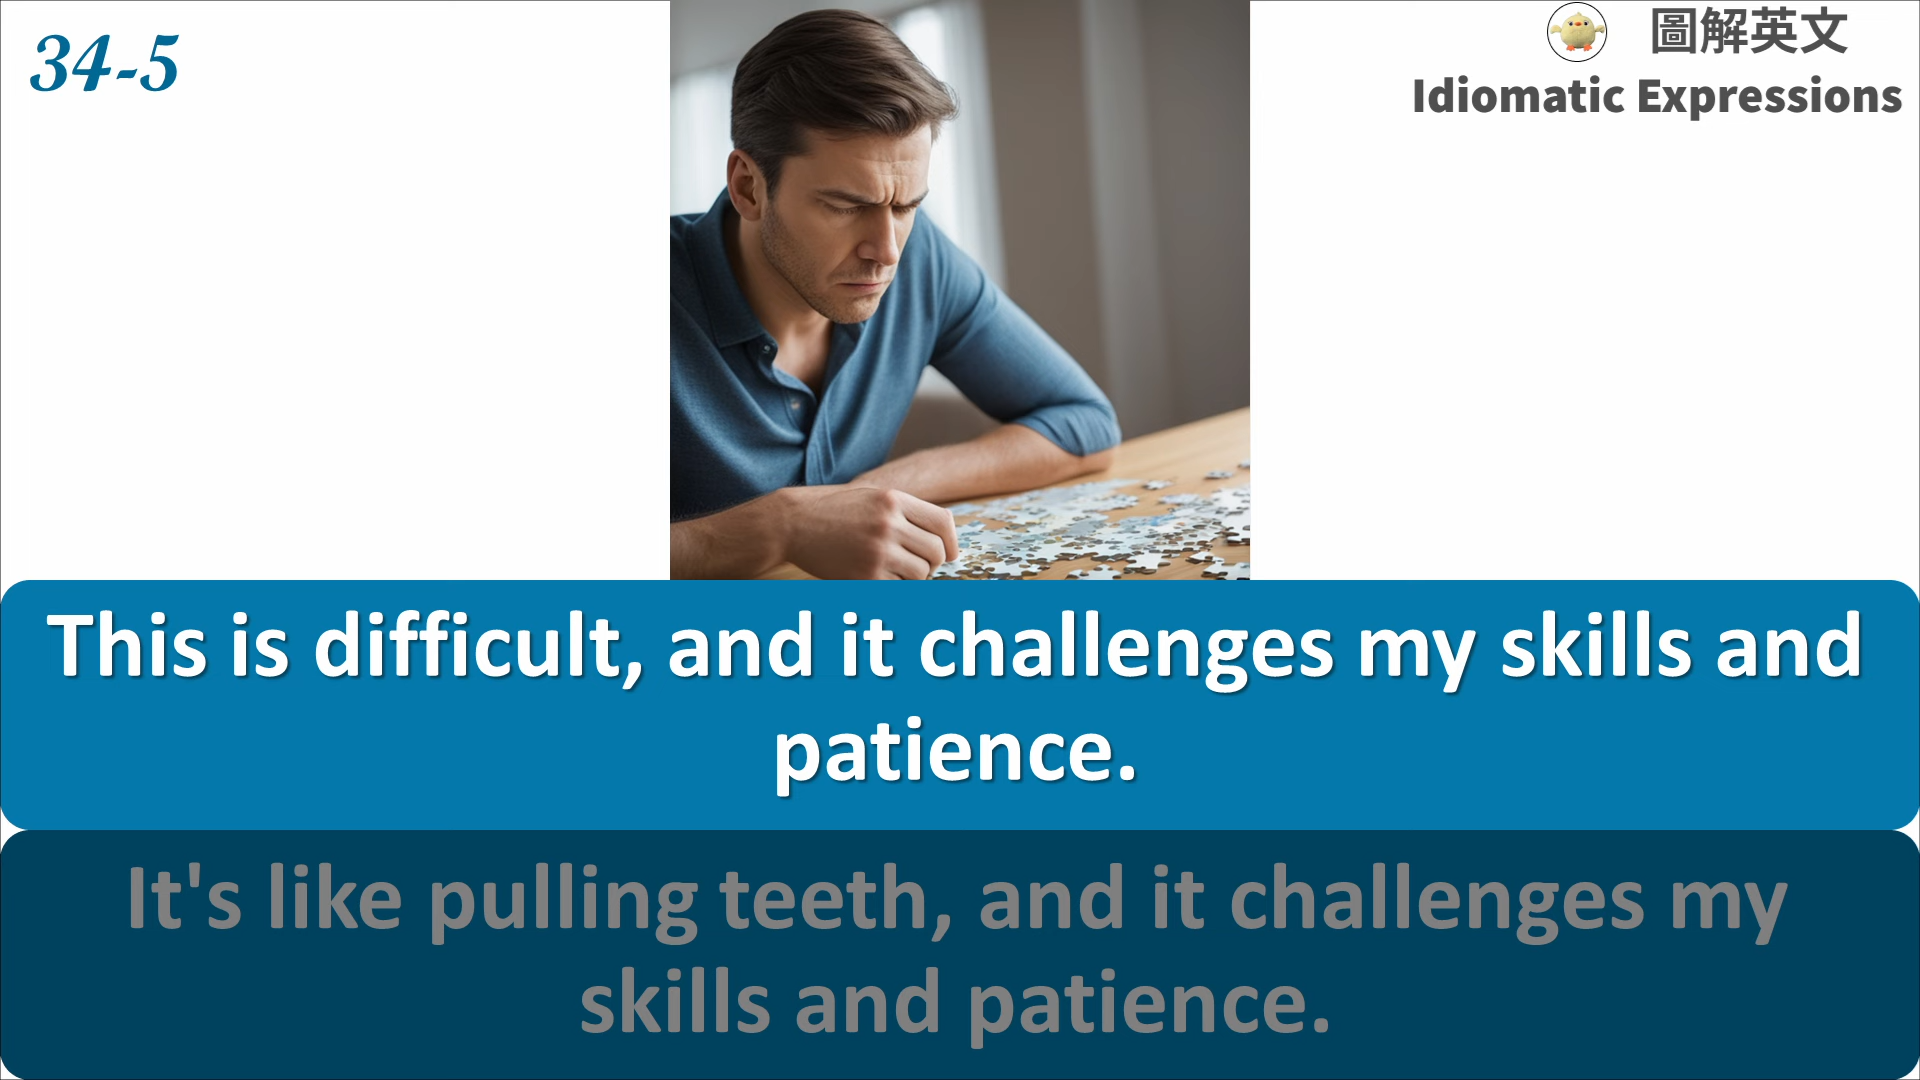 34-5
圖解英文
Idiomatic Expressions
This is difficult, and it challenges my skills and
patience.
It's like pulling teeth, and it challenges my
skills and patience.